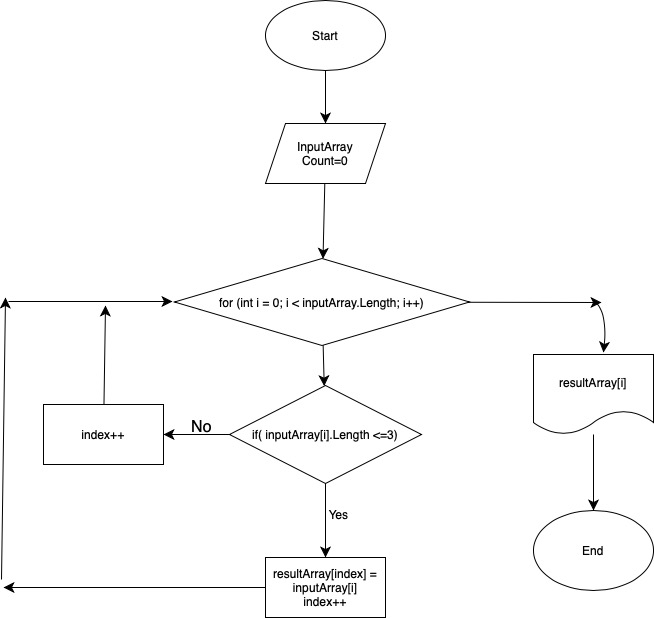 Start
InputArray
Count=0
for (int i = 0; i < inputArray.Length; i++)
resultArray[i]
index++
No
if( inputArray[i].Length <=3)
Yes
End
resultArray[index] =
inputArray[i]
index++